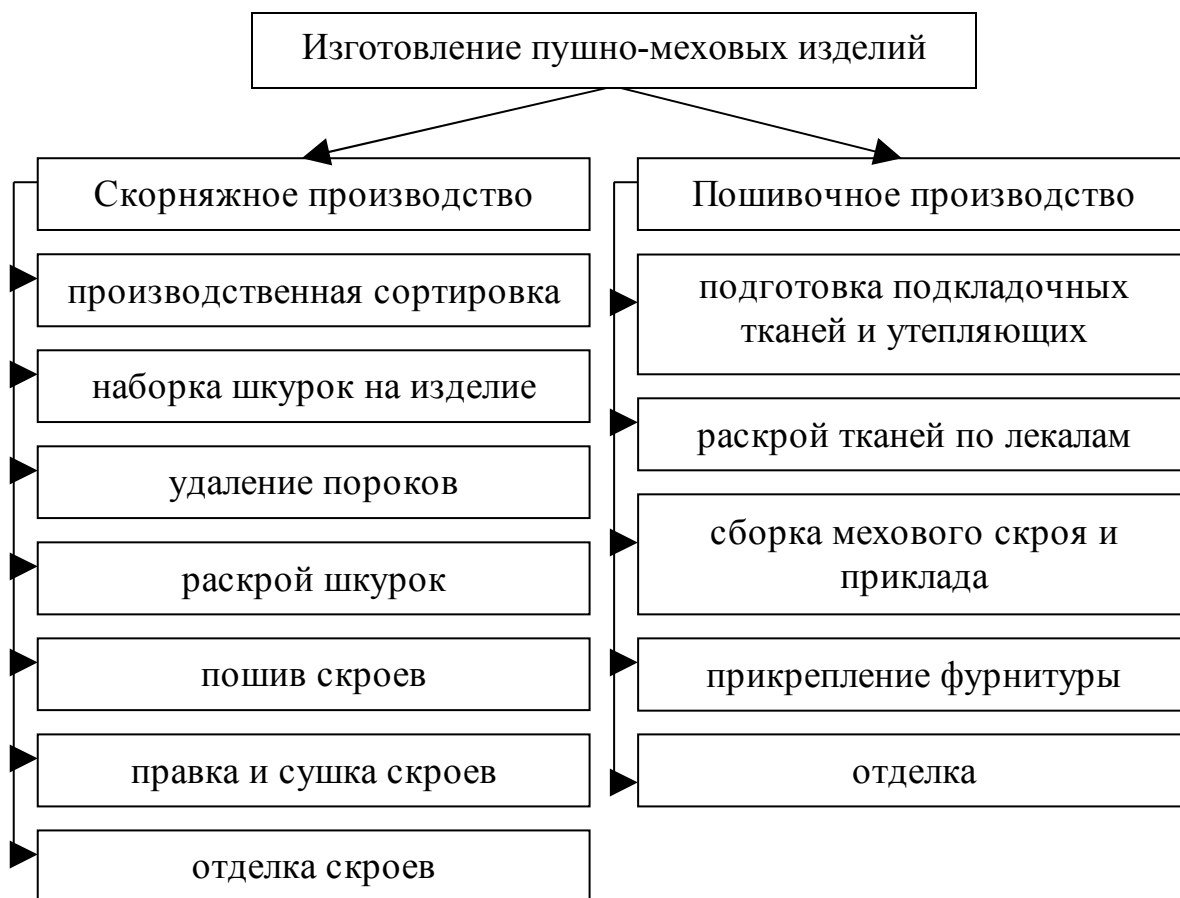 Изготовление пушно-меховых изделий
Скорняжное производство
производственная сортировка
наборка шкурок на изделие
удаление пороков
раскрой шкурок
пошив скроев
правка и сушка скроев
отделка скроев
Пошивочное производство
подготовка подкладочных
тканей и утепляющих
раскрой тканей по лекалам
сборка мехового скроя и
приклада
прикрепление фурнитуры
отделка